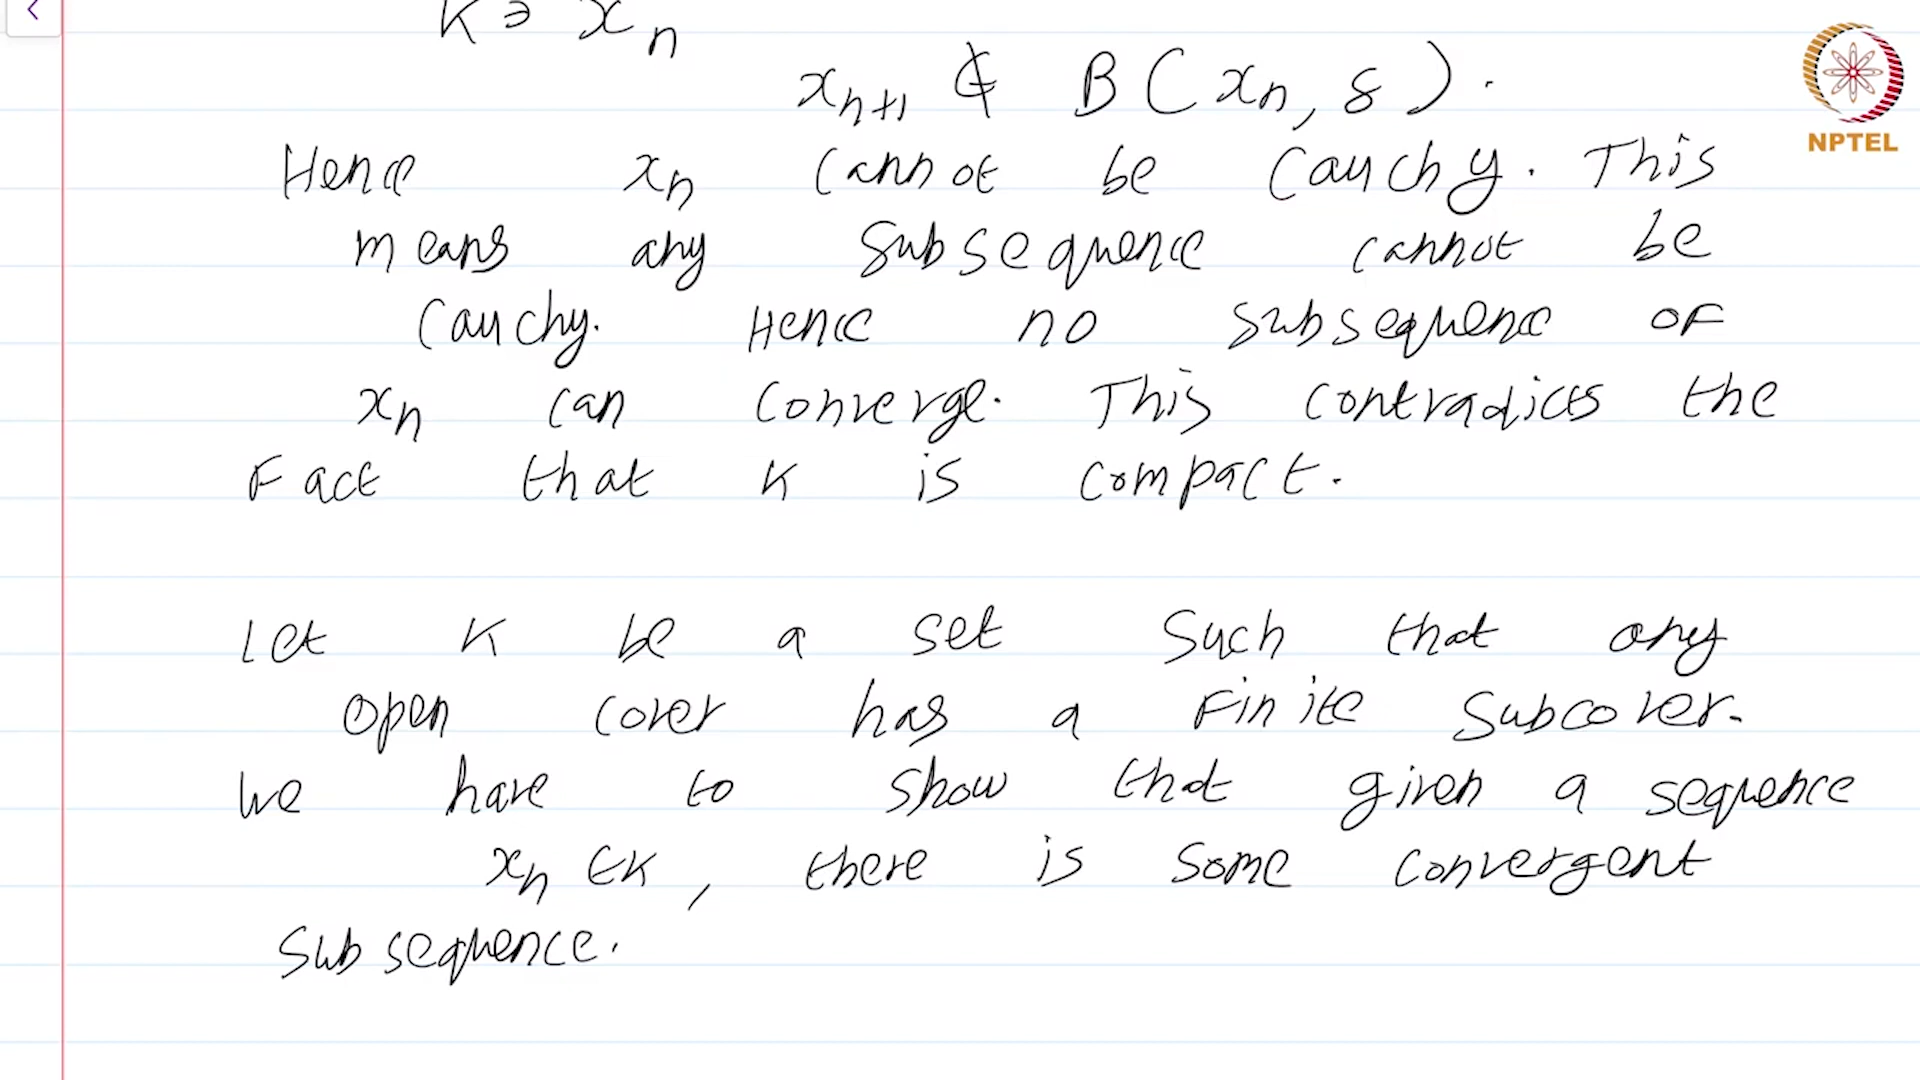 K ∋ xₙ
xₙ₊₁ ∉ B(xₙ, δ).
NPTEL
Hence xₙ cannot be Cauchy. This
means any subsequence cannot be
Cauchy. Hence no subsequence of
xₙ can converge. This contradicts the
Fact that K is compact.
Let K be a set such that any
open cover has a Finite subcover.
We have to show that given a sequence
xₙ ∈ K, there is some convergent
subsequence.